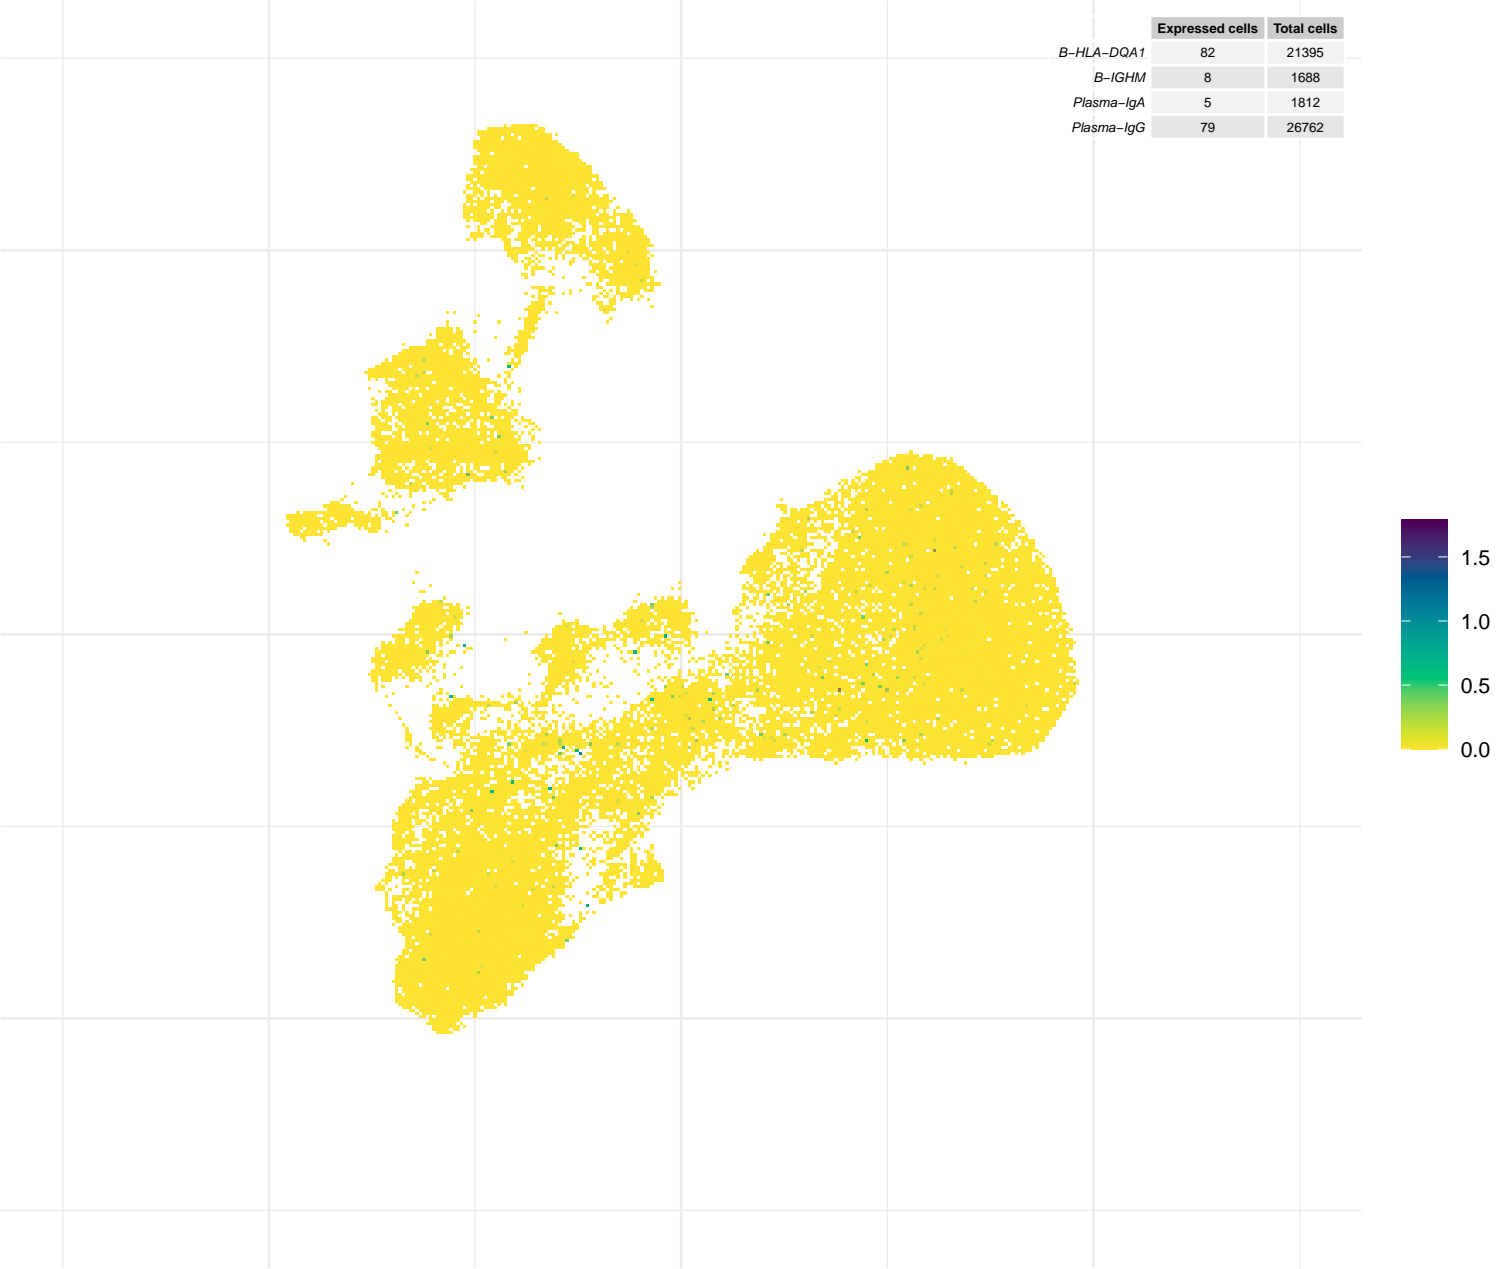 Expressed cells Total cells
B−HLA−DQA1 82 21395
B−IGHM 8 1688
Plasma−IgA 5 1812
Plasma−IgG 79 26762
1.5
1.0
0.5
0.0